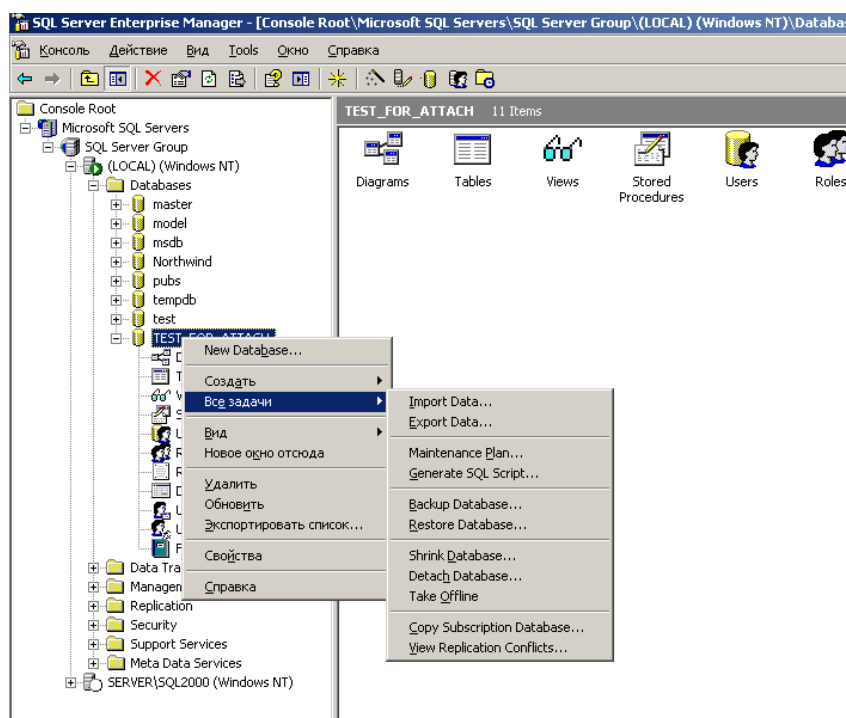 SQL Server Enterprise Manager - [Console Root\Microsoft SQL Servers\SQL Server Group\(LOCAL) (Windows NT)\Databa
Консоль Действие Вид Tools Окно Справка
Console Root
Microsoft SQL Servers
SQL Server Group
(LOCAL) (Windows NT)
Databases
master
model
msdb
Northwind
pubs
tempdb
test
TEST_FOR_ATTACH
Data Tra
Managen
Replication
Security
Support Services
Meta Data Services
SERVER\SQL2000 (Windows NT)
TEST_FOR_ATTACH 11 Items
Diagrams
Tables
Views
Stored
Procedures
Users
Roles
New Database...
Создать
Все задачи
Вид
Новое окно отсюда
Удалить
Обновить
Экспортировать список...
Свойства
Справка
Import Data...
Export Data...
Maintenance Plan...
Generate SQL Script...
Backup Database...
Restore Database...
Shrink Database...
Detach Database...
Take Offline
Copy Subscription Database...
View Replication Conflicts...